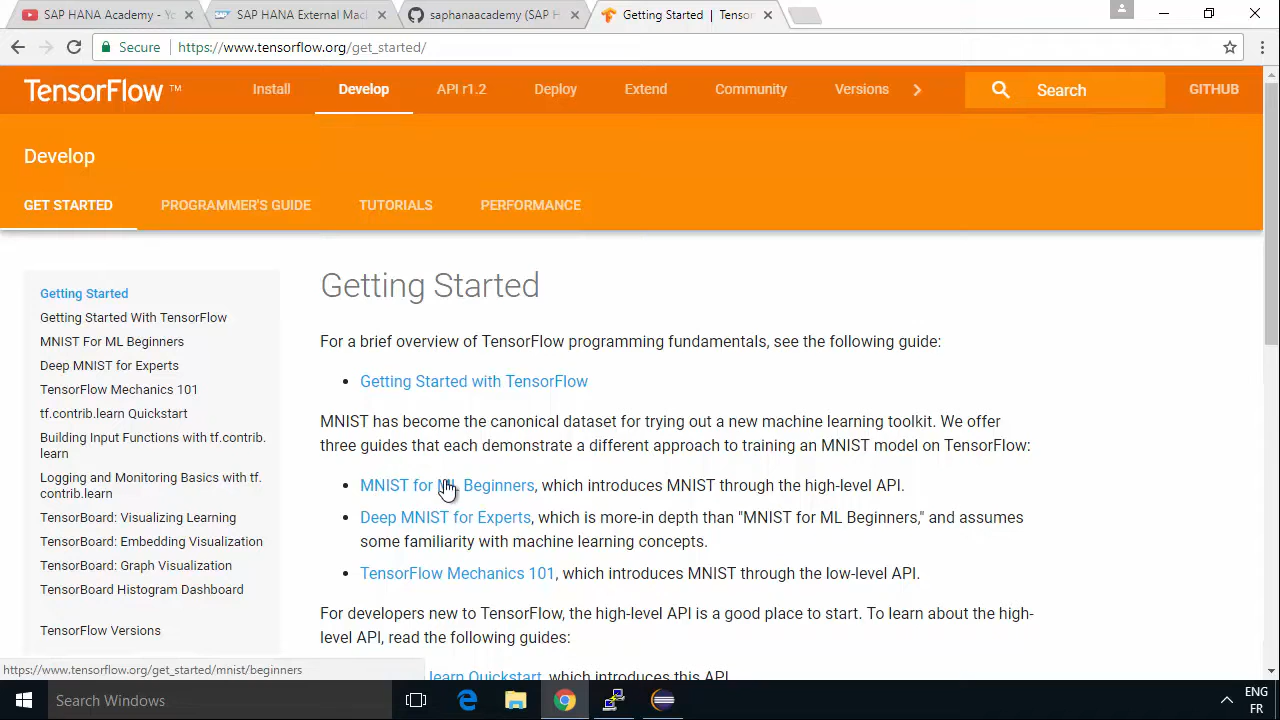 SAP HANA Academy - Yo
SAP HANA External Mach
saphanaacademy (SAP H
Getting Started | Tensor
Secure
https://www.tensorflow.org/get_started/
TensorFlow ™
Install
Develop
API r1.2
Deploy
Extend
Community
Versions
Search
GITHUB
Develop
GET STARTED
PROGRAMMER'S GUIDE
TUTORIALS
PERFORMANCE
Getting Started
Getting Started With TensorFlow
MNIST For ML Beginners
Deep MNIST for Experts
TensorFlow Mechanics 101
tf.contrib.learn Quickstart
Building Input Functions with tf.contrib.
learn
Logging and Monitoring Basics with tf.
contrib.learn
TensorBoard: Visualizing Learning
TensorBoard: Embedding Visualization
TensorBoard: Graph Visualization
TensorBoard Histogram Dashboard
TensorFlow Versions
Getting Started
For a brief overview of TensorFlow programming fundamentals, see the following guide:
• Getting Started with TensorFlow
MNIST has become the canonical dataset for trying out a new machine learning toolkit. We offer
three guides that each demonstrate a different approach to training an MNIST model on TensorFlow:
• MNIST for ML Beginners, which introduces MNIST through the high-level API.
• Deep MNIST for Experts, which is more-in depth than "MNIST for ML Beginners," and assumes
some familiarity with machine learning concepts.
• TensorFlow Mechanics 101, which introduces MNIST through the low-level API.
For developers new to TensorFlow, the high-level API is a good place to start. To learn about the high-
level API, read the following guides:
learn Quickstart, which introduces this API.
https://www.tensorflow.org/get_started/mnist/beginners
Search Windows
ENG
FR